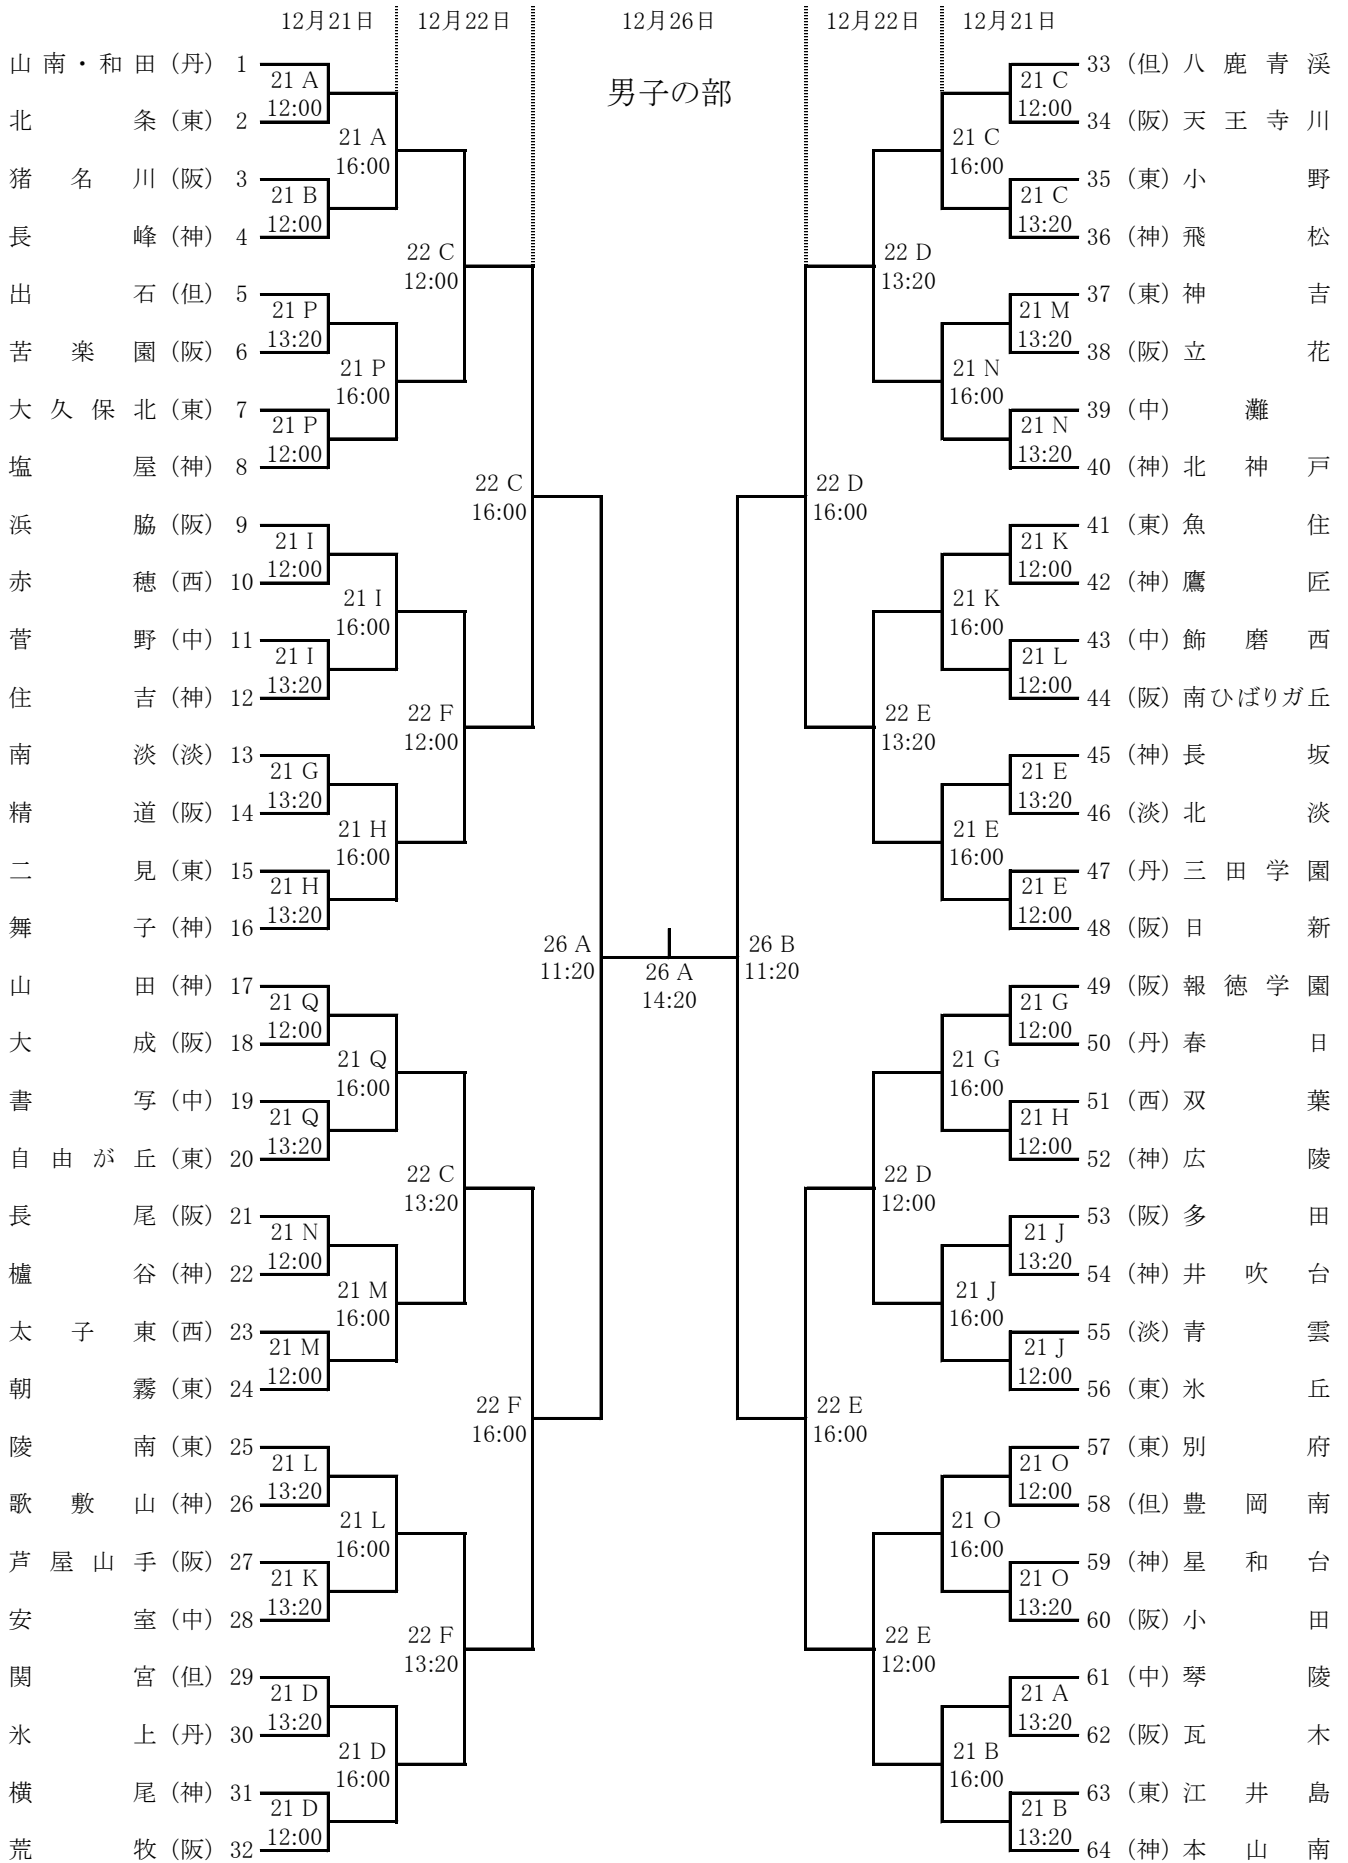 12月21日 12月22日 12月26日 12月22日 12月21日
男子の部
山南・和田（丹） 1
北条（東） 2
猪名川（阪） 3
長峰（神） 4
出石（但） 5
苦楽園（阪） 6
大久保北（東） 7
塩屋（神） 8
浜脇（阪） 9
赤穂（西） 10
菅野（中） 11
住吉（神） 12
南淡（淡） 13
精道（阪） 14
二見（東） 15
舞子（神） 16
山田（神） 17
大成（阪） 18
書写（中） 19
自由が丘（東） 20
長尾（阪） 21
櫨谷（神） 22
太子東（西） 23
朝霧（東） 24
陵南（東） 25
歌敷山（神） 26
芦屋山手（阪） 27
安室（中） 28
関宮（但） 29
氷上（丹） 30
横尾（神） 31
荒牧（阪） 32
21 A
12:00
21 B
12:00
21 P
13:20
21 P
12:00
21 I
12:00
21 I
13:20
21 G
13:20
21 H
13:20
21 Q
12:00
21 Q
13:20
21 N
12:00
21 M
12:00
21 L
13:20
21 K
13:20
21 D
13:20
21 D
12:00
21 A
16:00
21 P
16:00
21 I
16:00
21 H
16:00
21 Q
16:00
21 M
16:00
21 L
16:00
21 D
16:00
22 C
12:00
22 F
12:00
22 C
13:20
22 F
13:20
22 C
16:00
22 F
16:00
26 A
11:20
26 A
14:20
26 B
11:20
22 D
16:00
22 E
16:00
22 D
13:20
22 E
13:20
22 D
12:00
22 E
12:00
21 C
16:00
21 N
16:00
21 K
16:00
21 E
16:00
21 G
16:00
21 J
16:00
21 O
16:00
21 B
16:00
21 C
12:00
21 C
13:20
21 M
13:20
21 N
13:20
21 K
12:00
21 L
12:00
21 E
13:20
21 E
12:00
21 G
12:00
21 H
12:00
21 J
13:20
21 J
12:00
21 O
12:00
21 O
13:20
21 A
13:20
21 B
13:20
33 （但）八鹿青渓
34 （阪）天王寺川
35 （東）小野
36 （神）飛松
37 （東）神吉
38 （阪）立花
39 （中）灘
40 （神）北神戸
41 （東）魚住
42 （神）鷹匠
43 （中）飾磨西
44 （阪）南ひばりガ丘
45 （神）長坂
46 （淡）北淡
47 （丹）三田学園
48 （阪）日新
49 （阪）報徳学園
50 （丹）春日
51 （西）双葉
52 （神）広陵
53 （阪）多田
54 （神）井吹台
55 （淡）青雲
56 （東）氷丘
57 （東）別府
58 （但）豊岡南
59 （神）星和台
60 （阪）小田
61 （中）琴陵
62 （阪）瓦木
63 （東）江井島
64 （神）本山南